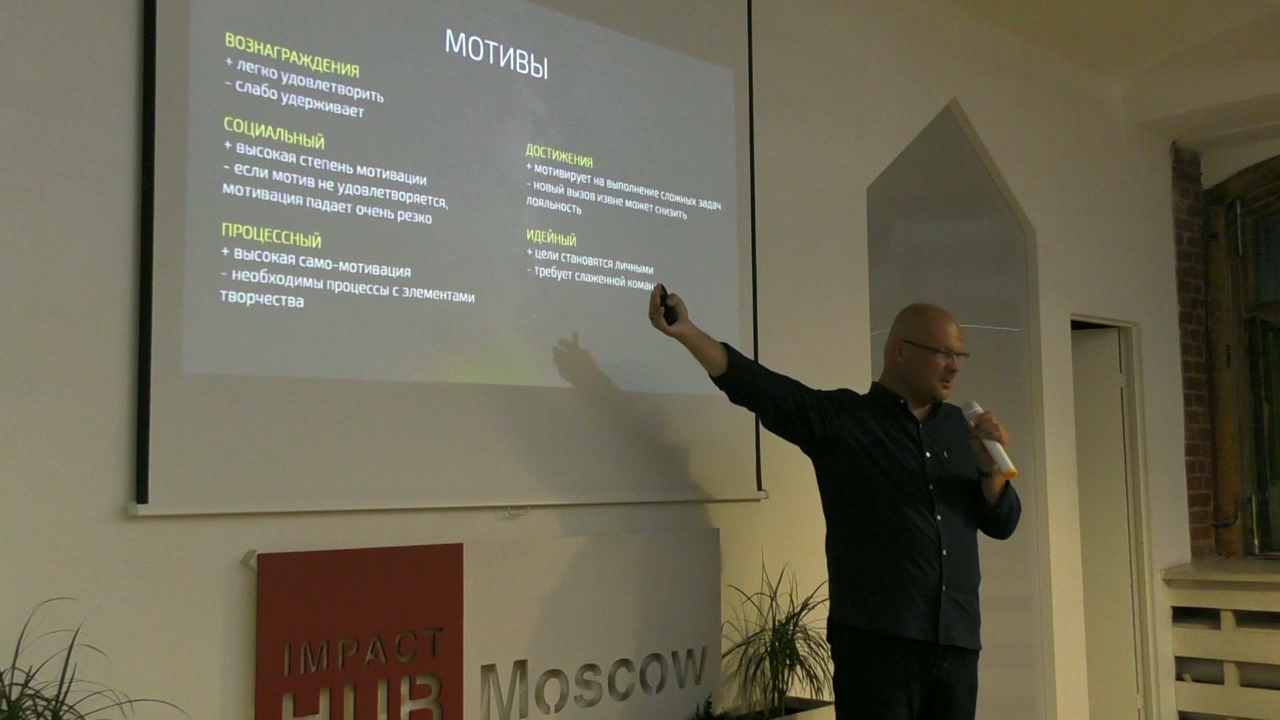 МОТИВЫ
ВОЗНАГРАЖДЕНИЯ
+ легко удовлетворить
- слабо удерживает
СОЦИАЛЬНЫЙ
+ высокая степень мотивации
- если мотив не удовлетворяется,
мотивация падает очень резко
ПРОЦЕССНЫЙ
+ высокая само-мотивация
- необходимы процессы с элементами
творчества
ДОСТИЖЕНИЯ
+ мотивирует на выполнение сложных задач
- новый вызов извне может снизить
лояльность
ИДЕЙНЫЙ
+ цели становятся личными
- требует слаженной
IMPACT
HUB
Moscow